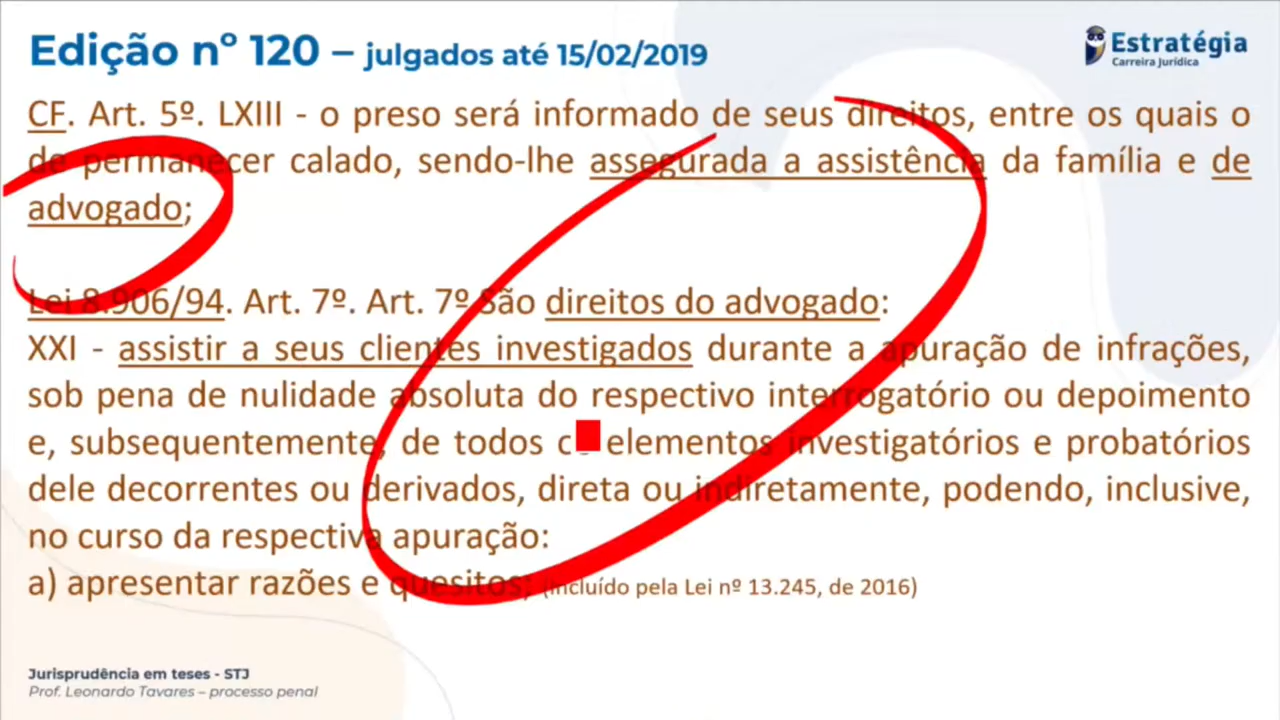 Edição nº 120 – julgados até 15/02/2019
Estratégia
Carreira Jurídica
CF. Art. 5º. LXIII - o preso será informado de seus direitos, entre os quais o
de permanecer calado, sendo-lhe assegurada a assistência da família e de
advogado;
Lei 8.906/94. Art. 7º. Art. 7º São direitos do advogado:
XXI - assistir a seus clientes investigados durante a apuração de infrações,
sob pena de nulidade absoluta do respectivo interrogatório ou depoimento
e, subsequentemente, de todos elementos investigatórios e probatórios
dele decorrentes ou derivados, direta ou indiretamente, podendo, inclusive,
no curso da respectiva apuração:
a) apresentar razões e quesitos; (Incluído pela Lei nº 13.245, de 2016)
Jurisprudência em teses - STJ
Prof. Leonardo Tavares – processo penal